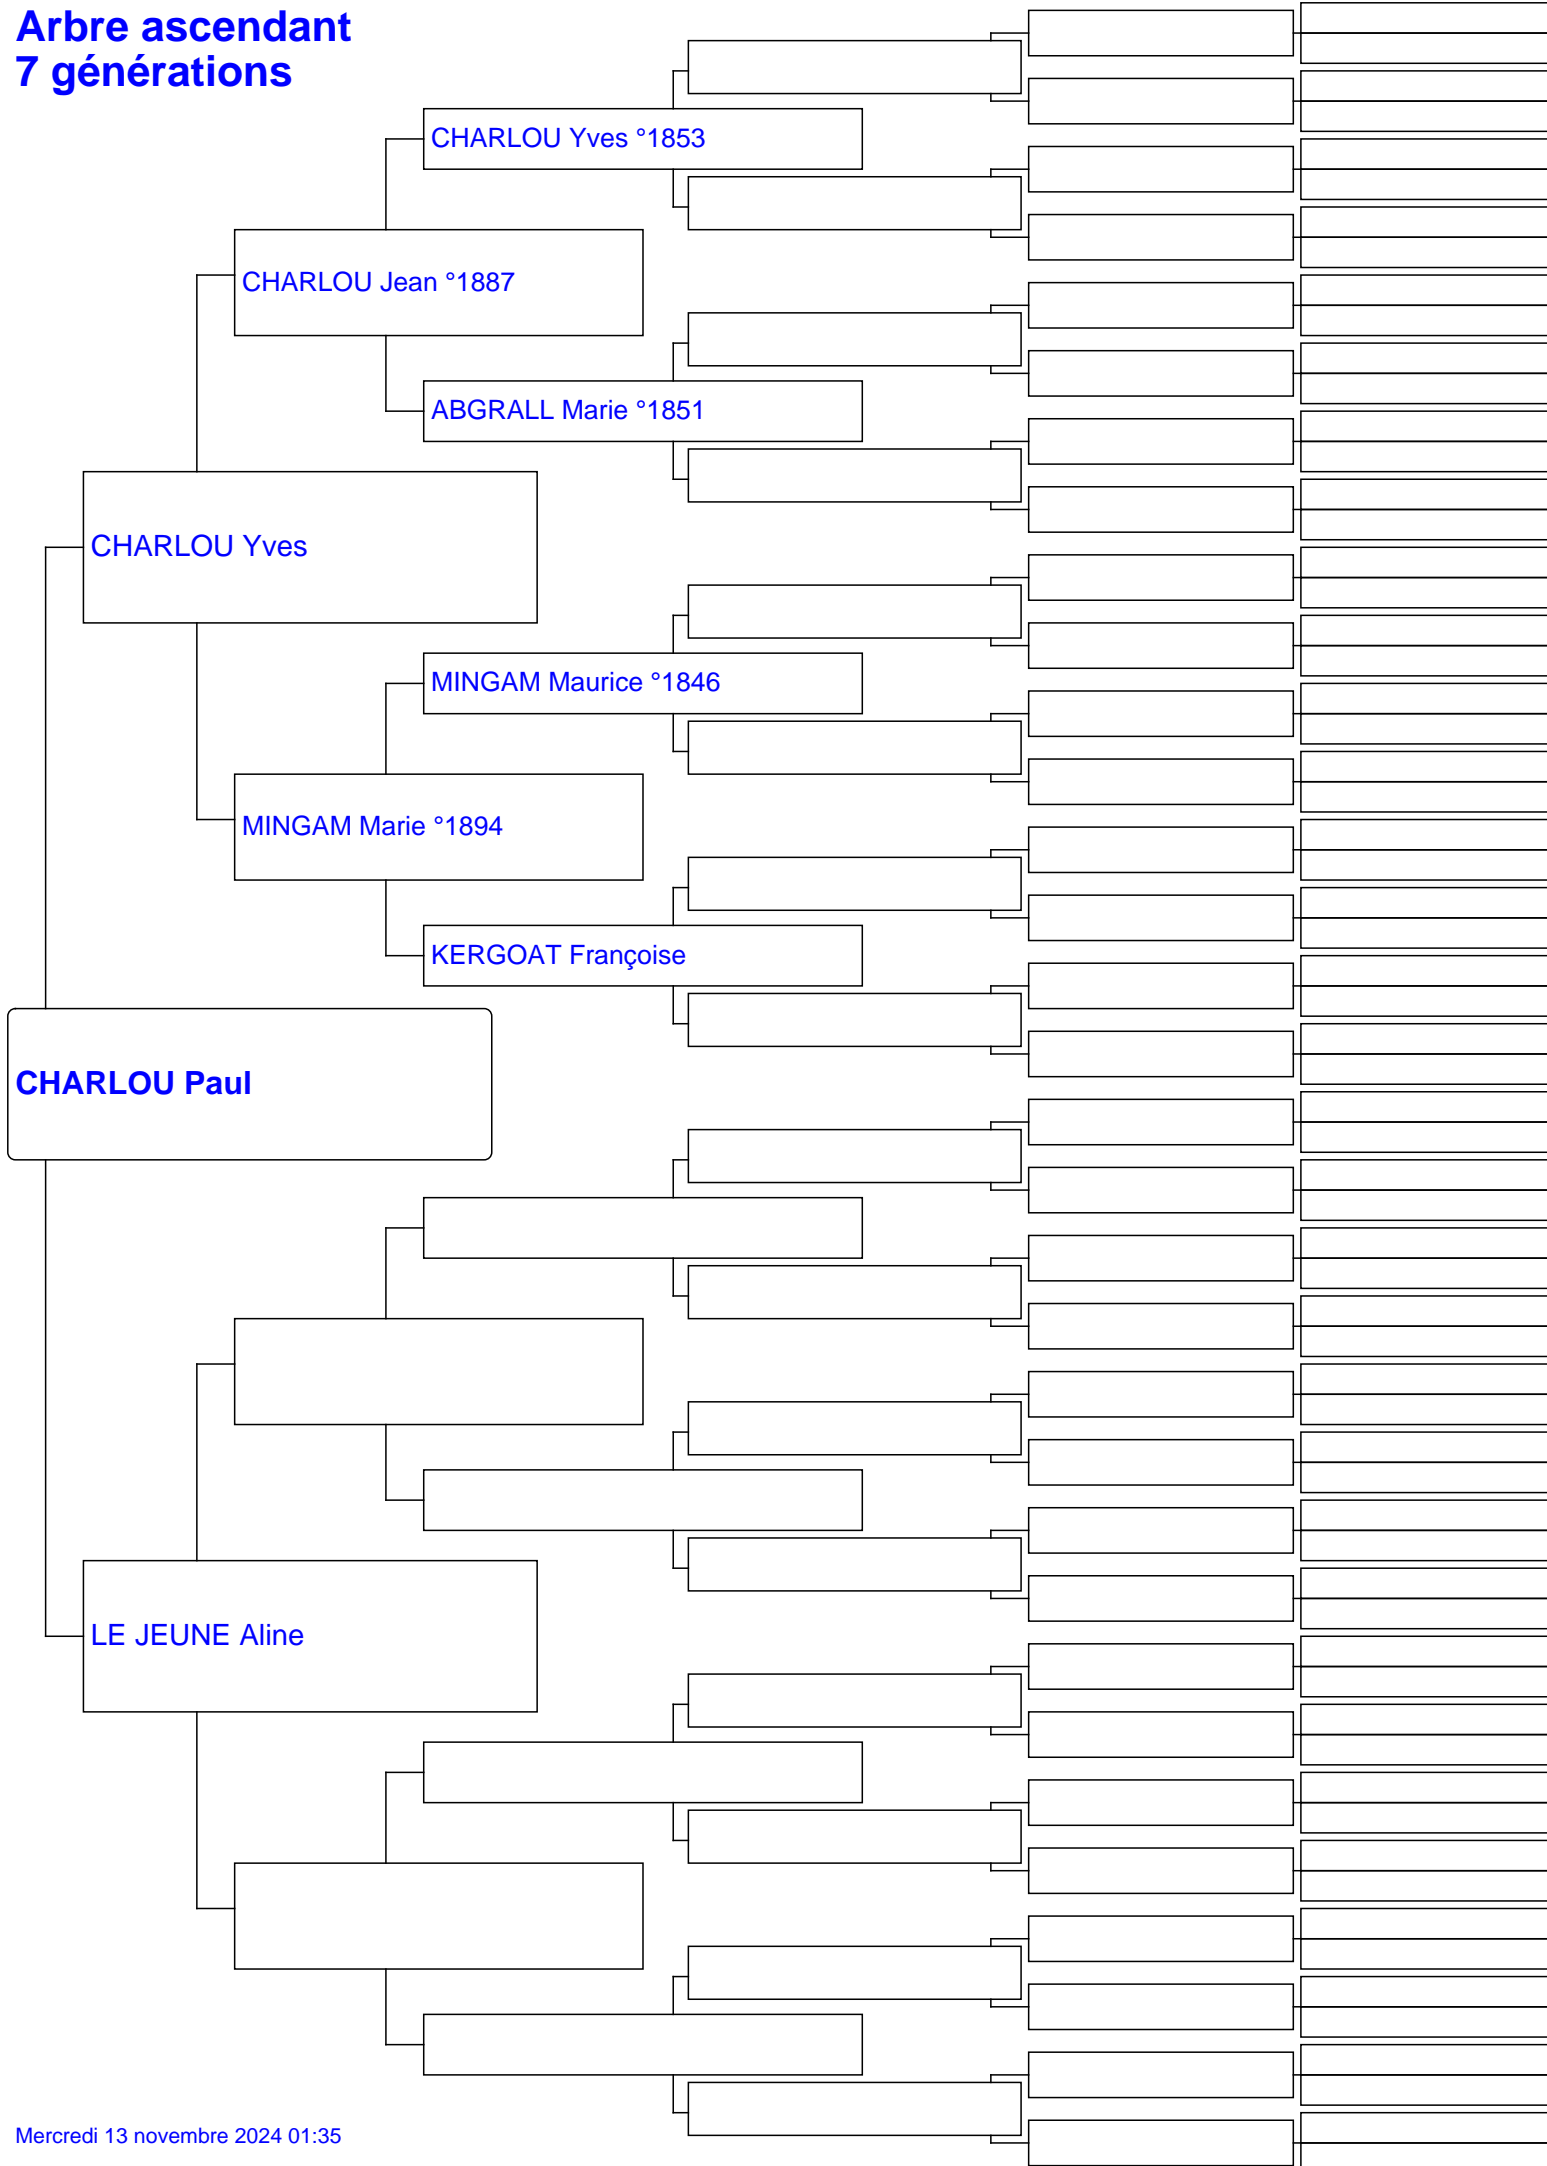 Arbre ascendant
7 générations
CHARLOU Yves °1853
CHARLOU Jean °1887
ABGRALL Marie °1851
CHARLOU Yves
MINGAM Maurice °1846
MINGAM Marie °1894
KERGOAT Françoise
CHARLOU Paul
LE JEUNE Aline
Mercredi 13 novembre 2024 01:35